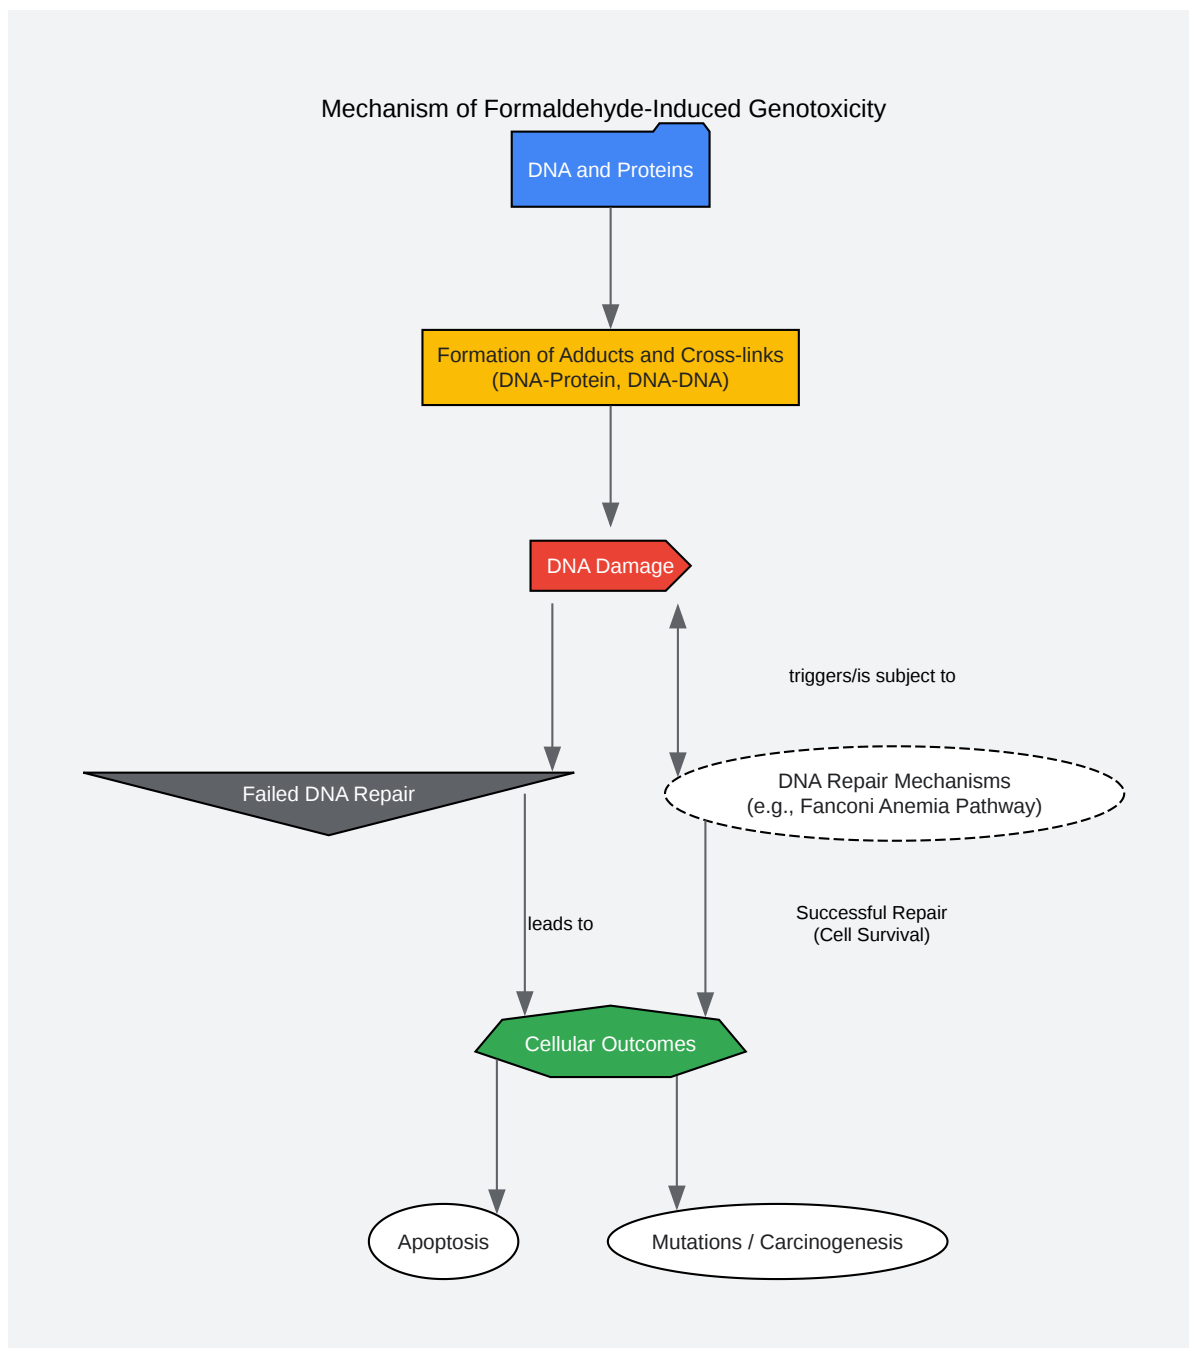 Mechanism of Formaldehyde-Induced Genotoxicity
DNA and Proteins
Formation of Adducts and Cross-links
(DNA-Protein, DNA-DNA)
DNA Damage
triggers/is subject to
Failed DNA Repair
DNA Repair Mechanisms
(e.g., Fanconi Anemia Pathway)
leads to
Successful Repair
(Cell Survival)
Cellular Outcomes
Apoptosis
Mutations / Carcinogenesis